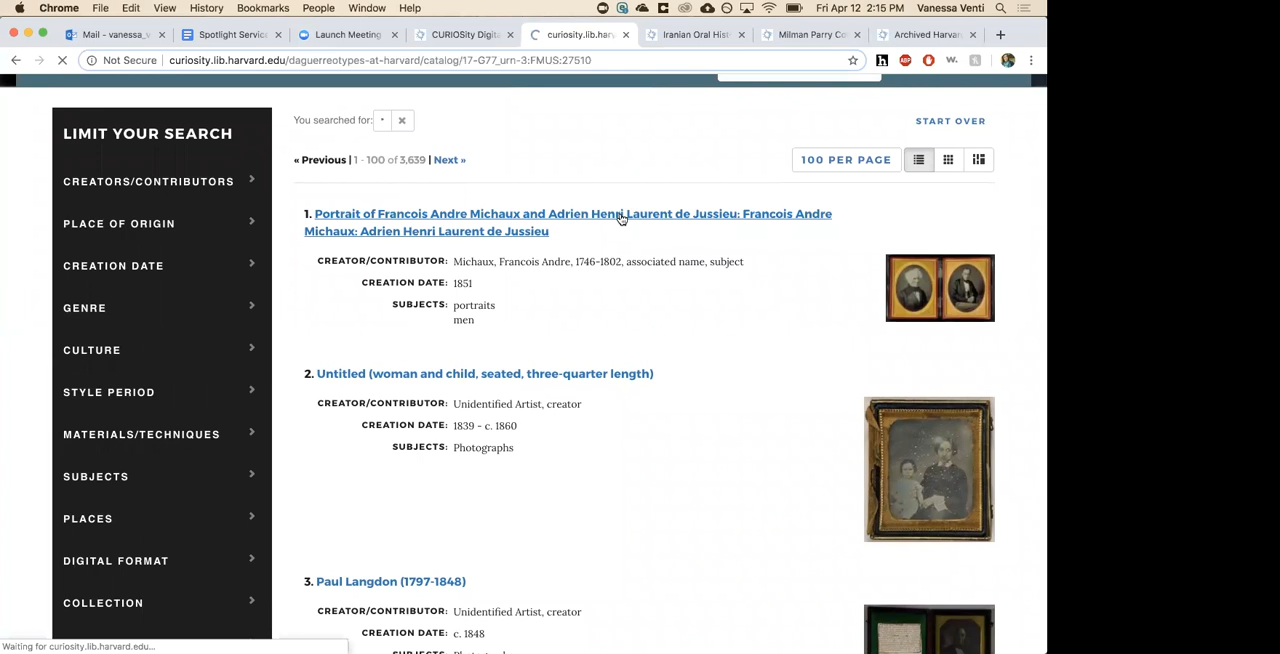 Chrome File Edit View History Bookmarks People Window Help Fri Apr 12 2:15 PM Vanessa Venti
Mail - vanessa_v Spotlight Service Launch Meeting CURIOSity Digita curiosity.lib.harv Iranian Oral Hist Milman Parry Co Archived Harvar
Not Secure curiosity.lib.harvard.edu/daguerreotypes-at-harvard/catalog/17-G77_urn-3:FMUS:27510
LIMIT YOUR SEARCH
CREATORS/CONTRIBUTORS
PLACE OF ORIGIN
CREATION DATE
GENRE
CULTURE
STYLE PERIOD
MATERIALS/TECHNIQUES
SUBJECTS
PLACES
DIGITAL FORMAT
COLLECTION
You searched for: * ×
START OVER
« Previous | 1 - 100 of 3,639 | Next »
100 PER PAGE
1. Portrait of Francois Andre Michaux and Adrien Henri Laurent de Jussieu: Francois Andre
Michaux: Adrien Henri Laurent de Jussieu
CREATOR/CONTRIBUTOR: Michaux, Francois Andre, 1746-1802, associated name, subject
CREATION DATE: 1851
SUBJECTS: portraits
men
2. Untitled (woman and child, seated, three-quarter length)
CREATOR/CONTRIBUTOR: Unidentified Artist, creator
CREATION DATE: 1839 - c. 1860
SUBJECTS: Photographs
3. Paul Langdon (1797-1848)
CREATOR/CONTRIBUTOR: Unidentified Artist, creator
CREATION DATE: c. 1848
Waiting for curiosity.lib.harvard.edu...